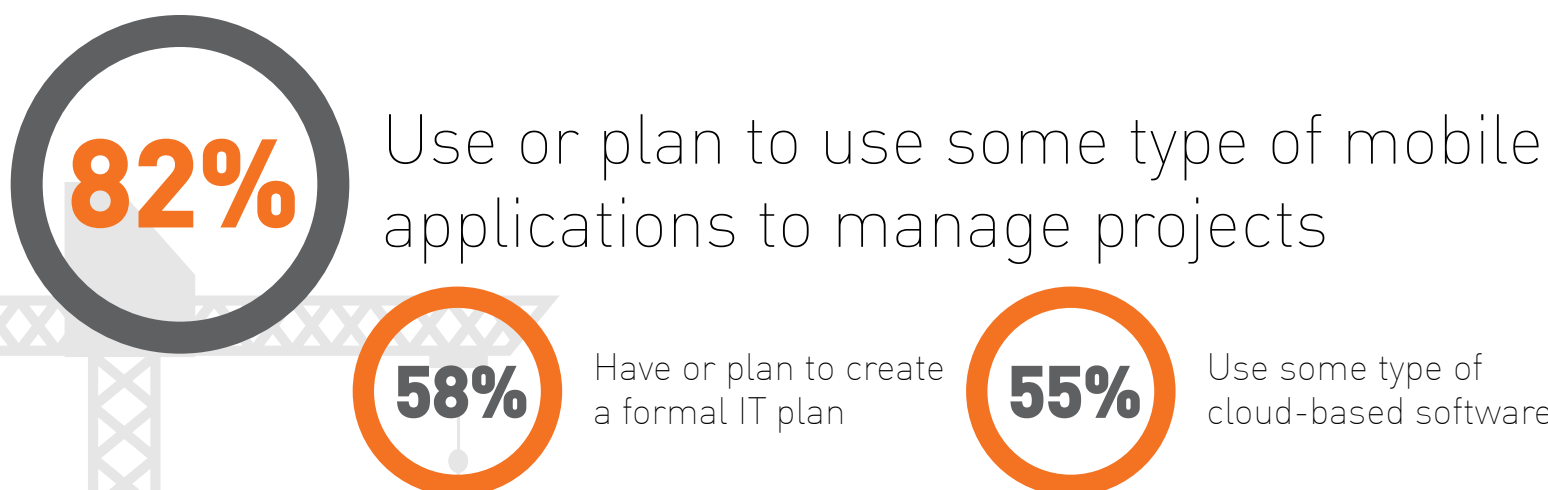 82%
Use or plan to use some type of mobile
applications to manage projects
58%
Have or plan to create
a formal IT plan
55%
Use some type of
cloud-based software